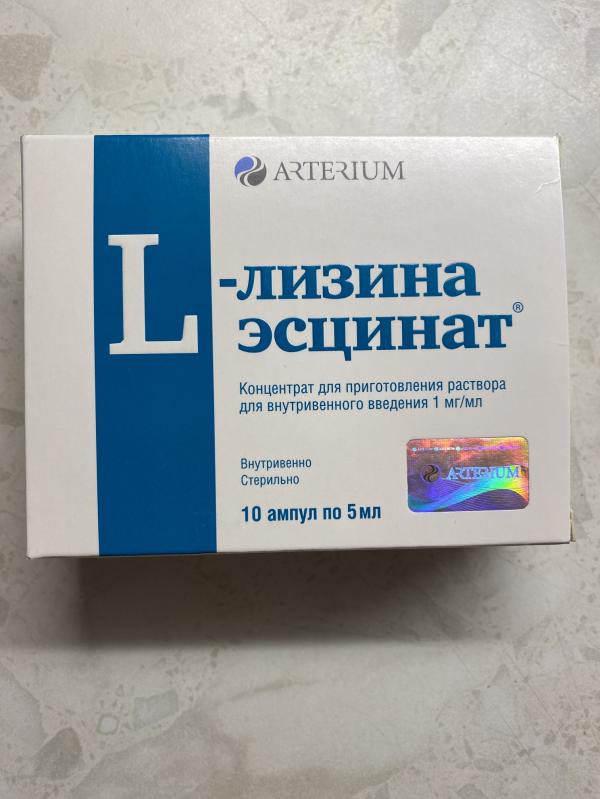 ARTERIUM
L-лизина
эсцинат®
Концентрат для приготовления раствора
для внутривенного введения 1 мг/мл
Внутривенно
Стерильно
ARTERIUM
10 ампул по 5 мл